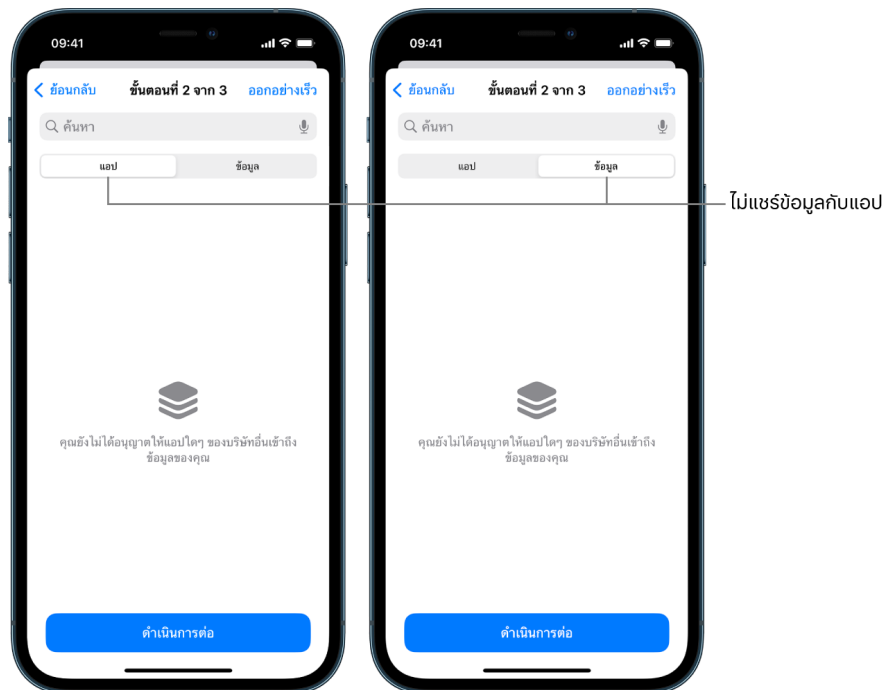 09:41
ย้อนกลับ ขั้นตอนที่ 2 จาก 3 ออกอย่างเร็ว
ค้นหา
แอป ข้อมูล
คุณยังไม่ได้อนุญาตให้แอปใดๆ ของบริษัทอื่นเข้าถึง
ข้อมูลของคุณ
ดำเนินการต่อ
09:41
ย้อนกลับ ขั้นตอนที่ 2 จาก 3 ออกอย่างเร็ว
ค้นหา
แอป ข้อมูล
คุณยังไม่ได้อนุญาตให้แอปใดๆ ของบริษัทอื่นเข้าถึง
ข้อมูลของคุณ
ดำเนินการต่อ
ไม่แชร์ข้อมูลกับแอป